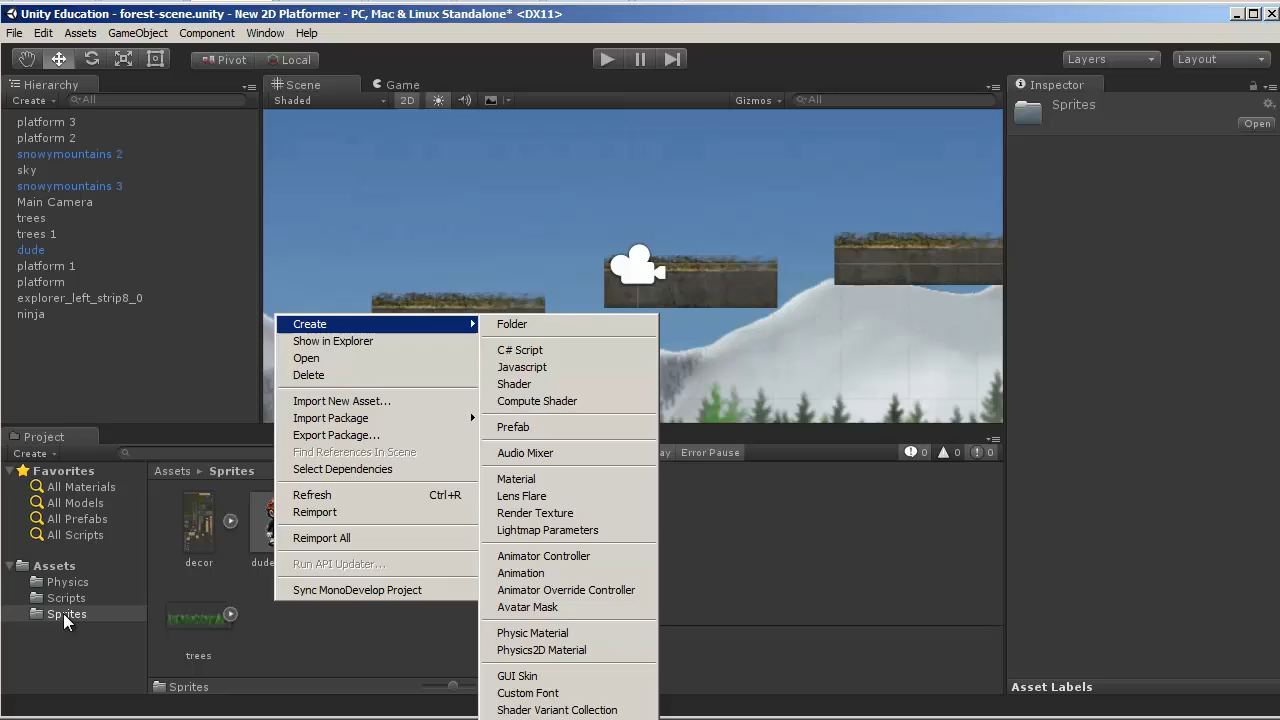 Unity Education - forest-scene.unity - New 2D Platformer - PC, Mac & Linux Standalone* <DX11>
File Edit Assets GameObject Component Window Help
Pivot Local Layers Layout
Hierarchy
Create All
platform 3
platform 2
snowymountains 2
sky
snowymountains 3
Main Camera
trees
trees 1
dude
platform 1
platform
explorer_left_strip8_0
ninja
Scene Game
Shaded 2D Gizmos All
Inspector
Sprites
Open
Create
Show in Explorer
Open
Delete
Import New Asset...
Import Package
Export Package...
Find References In Scene
Select Dependencies
Refresh Ctrl+R
Reimport
Reimport All
Run API Updater...
Sync MonoDevelop Project
Folder
C# Script
Javascript
Shader
Compute Shader
Prefab
Audio Mixer
Material
Lens Flare
Render Texture
Lightmap Parameters
Animator Controller
Animation
Animator Override Controller
Avatar Mask
Physic Material
Physics2D Material
GUI Skin
Custom Font
Shader Variant Collection
Project
Create
Error Pause 0 0 0
Favorites
All Materials
All Models
All Prefabs
All Scripts
Assets
Physics
Scripts
Sprites
Assets Sprites
decor
trees
Sprites
Asset Labels